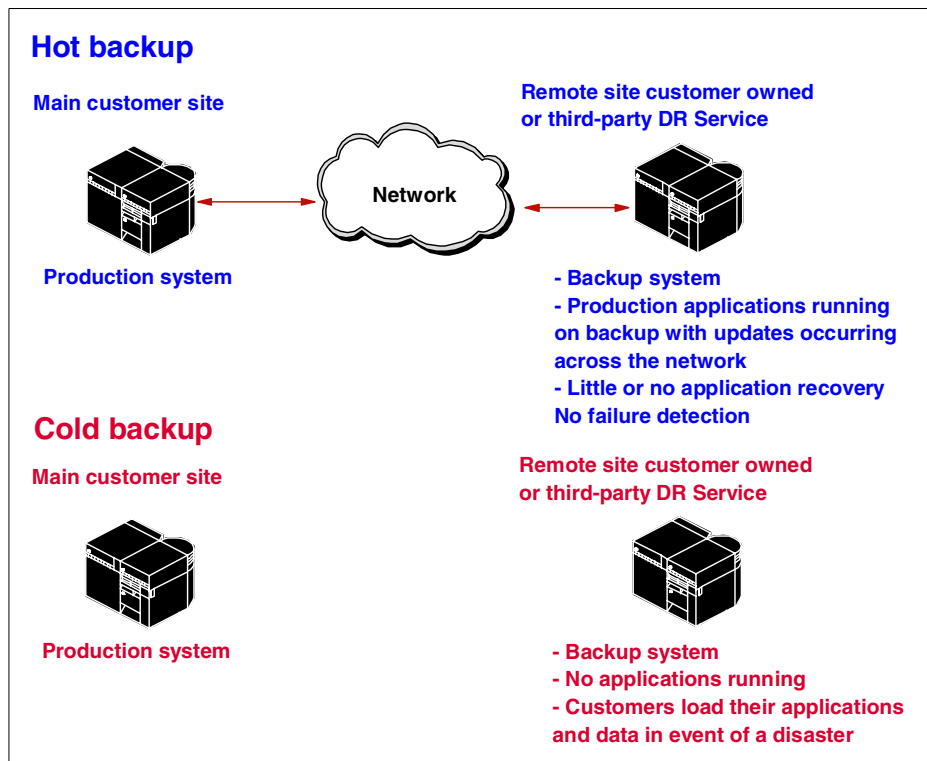 Hot backup
Main customer site
Remote site customer owned
or third-party DR Service
Network
Production system
- Backup system
- Production applications running
on backup with updates occurring
across the network
- Little or no application recovery
No failure detection
Cold backup
Main customer site
Remote site customer owned
or third-party DR Service
Production system
- Backup system
- No applications running
- Customers load their applications
and data in event of a disaster